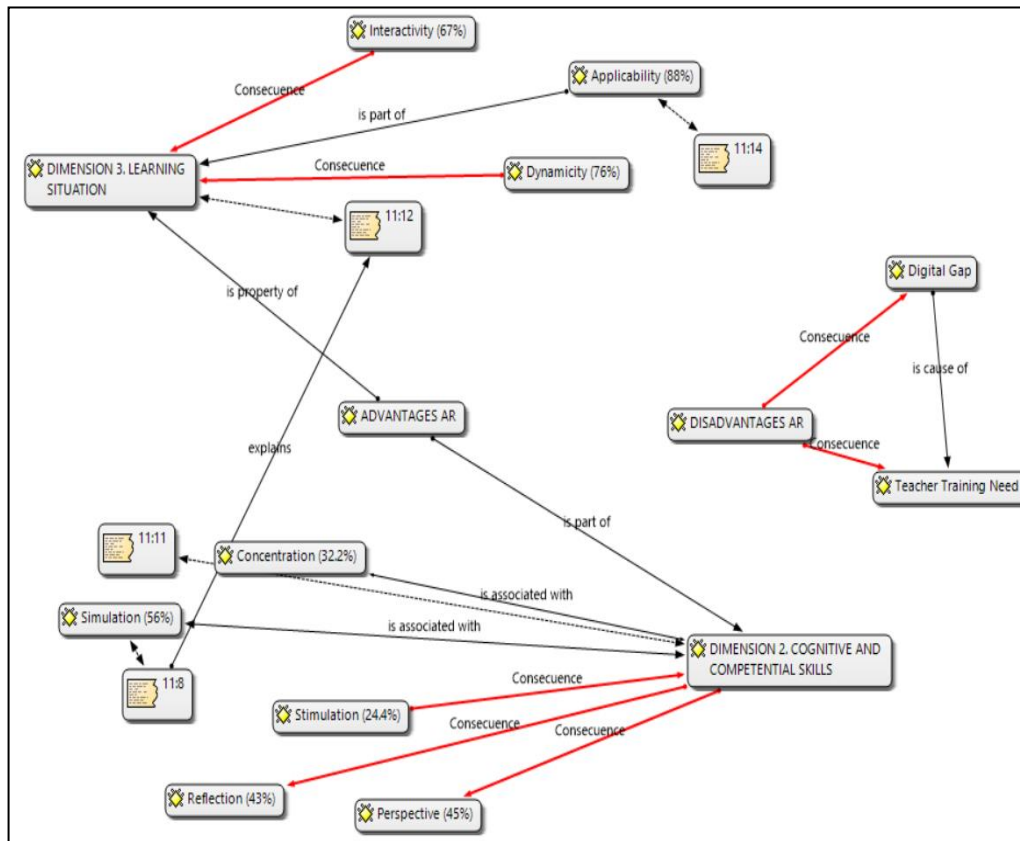 Interactivity (67%)
Consecuence
Applicability (88%)
is part of
11:14
DIMENSION 3. LEARNING
SITUATION
Consecuence
Dynamicity (76%)
11:12
is property of
Digital Gap
Consecuence
is cause of
ADVANTAGES AR
DISADVANTAGES AR
explains
Consecuence
Teacher Training Need
is part of
11:11
Concentration (32.2%)
is associated with
Simulation (56%)
is associated with
DIMENSION 2. COGNITIVE AND
COMPETENTIAL SKILLS
11:8
Consecuence
Stimulation (24.4%)
Consecuence
Consecuence
Reflection (43%)
Perspective (45%)